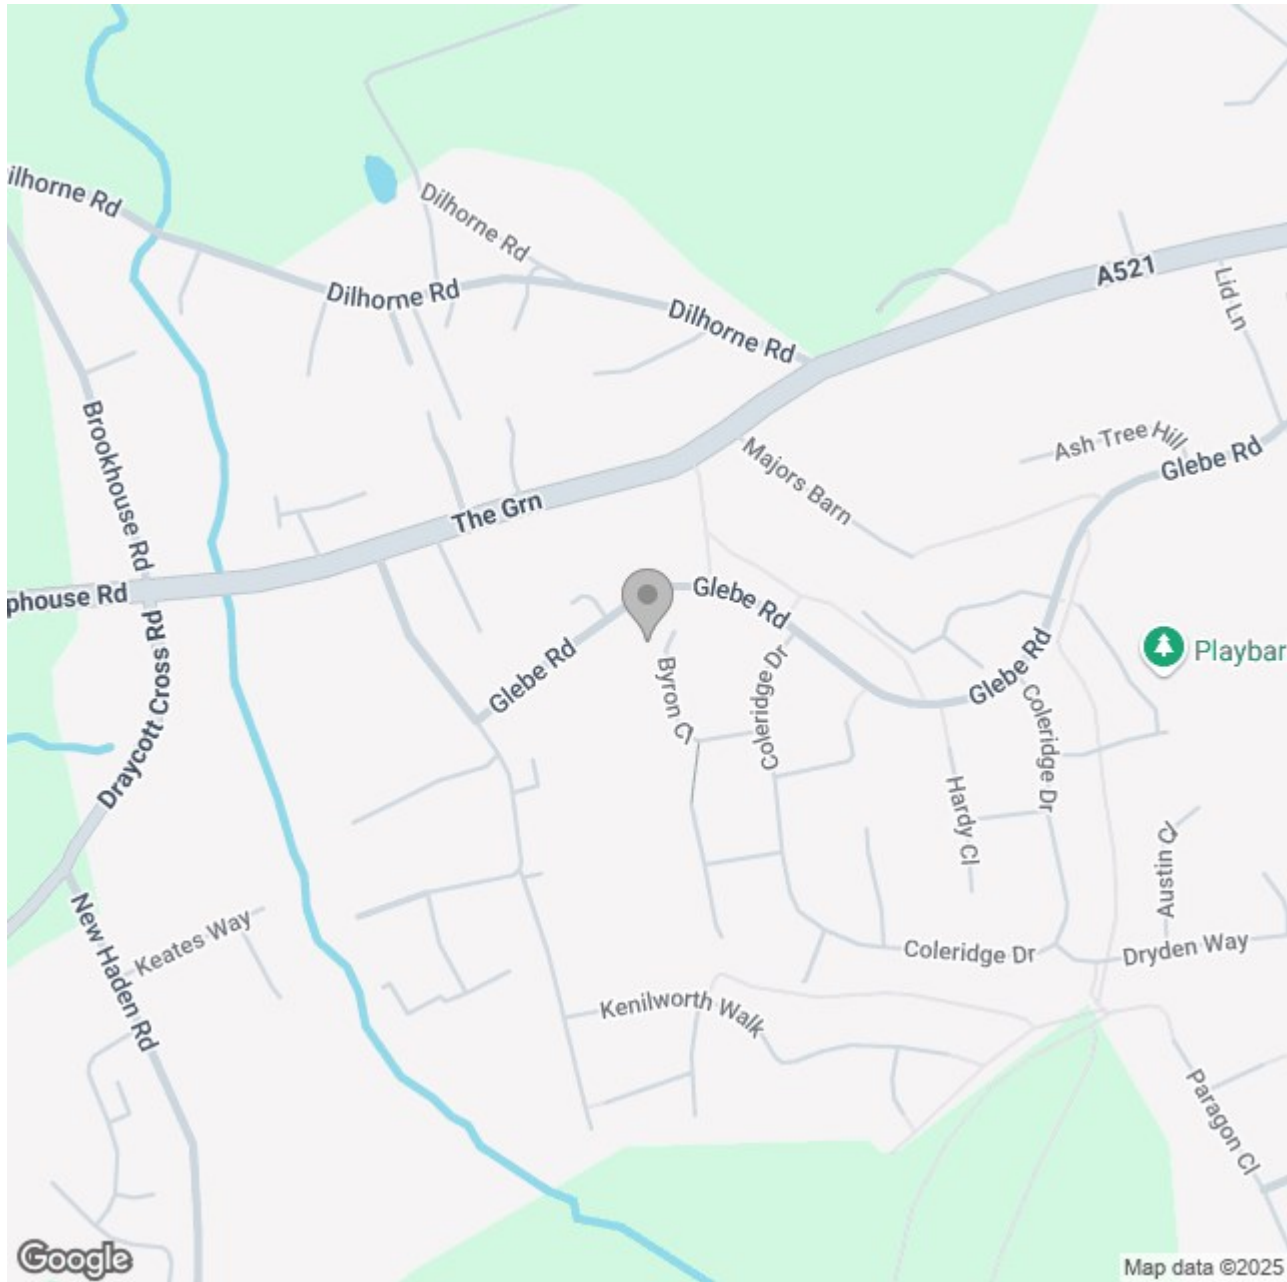 ilhorne Rd
Dilhorne Rd
Dilhorne Rd
Dilhorne Rd
A521
Lid Ln
Brookhouse Rd
Majors Barn
Ash Tree Hill
Glebe Rd
The Grn
phouse Rd
Draycott Cross Rd
Glebe Rd
Glebe Rd
Glebe Rd
Byron Cl
Coleridge Dr
Coleridge Dr
Playbar
Hardy Cl
Austin Cl
New Haden Rd
Keates Way
Coleridge Dr
Dryden Way
Kenilworth Walk
Paragon Cl
Google
Map data ©2025